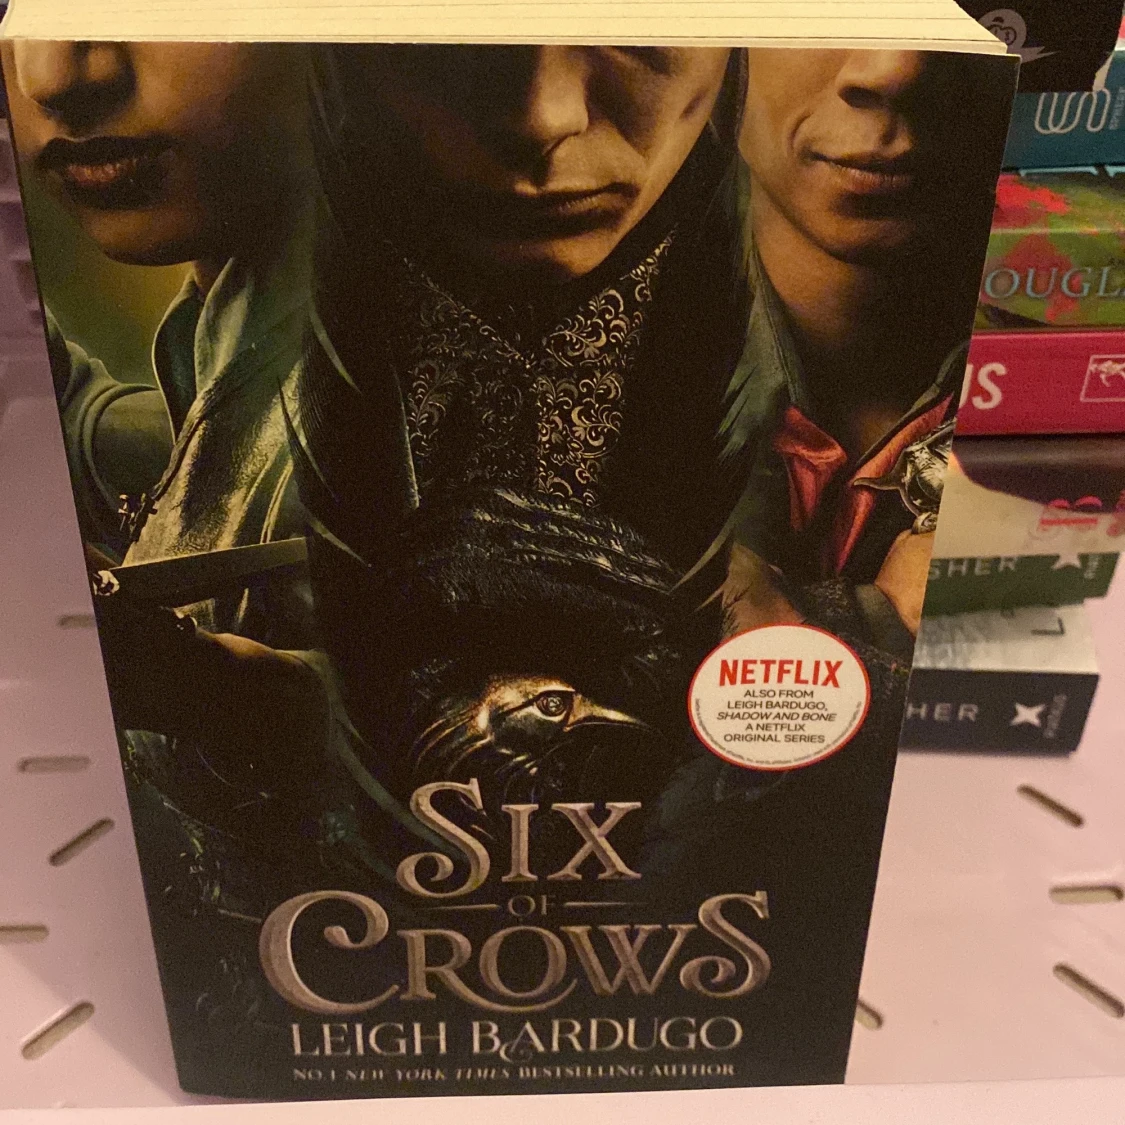 NETFLIX
ALSO FROM
LEIGH BARDUGO,
SHADOW AND BONE
A NETFLIX
ORIGINAL SERIES
SIX
OF
CROWS
LEIGH BARDUGO
NO.1 NEW YORK TIMES BESTSELLING AUTHOR
OUGL
US
SHER
HER